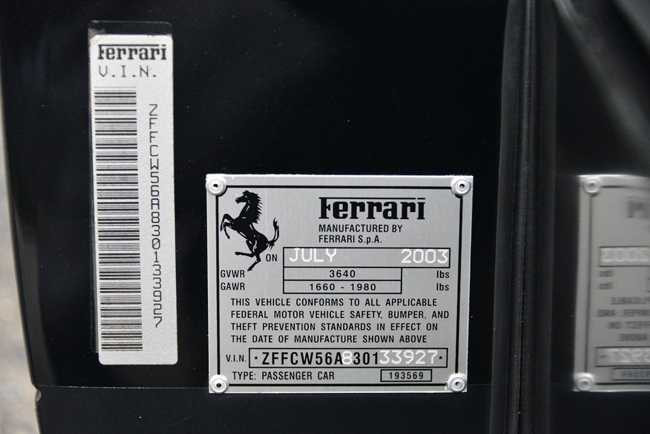 Ferrari
V.I.N.
ZFFCW56A830133927
Ferrari
MANUFACTURED BY
FERRARI S.p.A.
ON JULY 2003
GVWR 3640 lbs
GAWR 1660 - 1980 lbs
THIS VEHICLE CONFORMS TO ALL APPLICABLE
FEDERAL MOTOR VEHICLE SAFETY, BUMPER, AND
THEFT PREVENTION STANDARDS IN EFFECT ON
THE DATE OF MANUFACTURE SHOWN ABOVE
V.I.N. ·ZFFCW56A830133927·
TYPE: PASSENGER CAR 193569